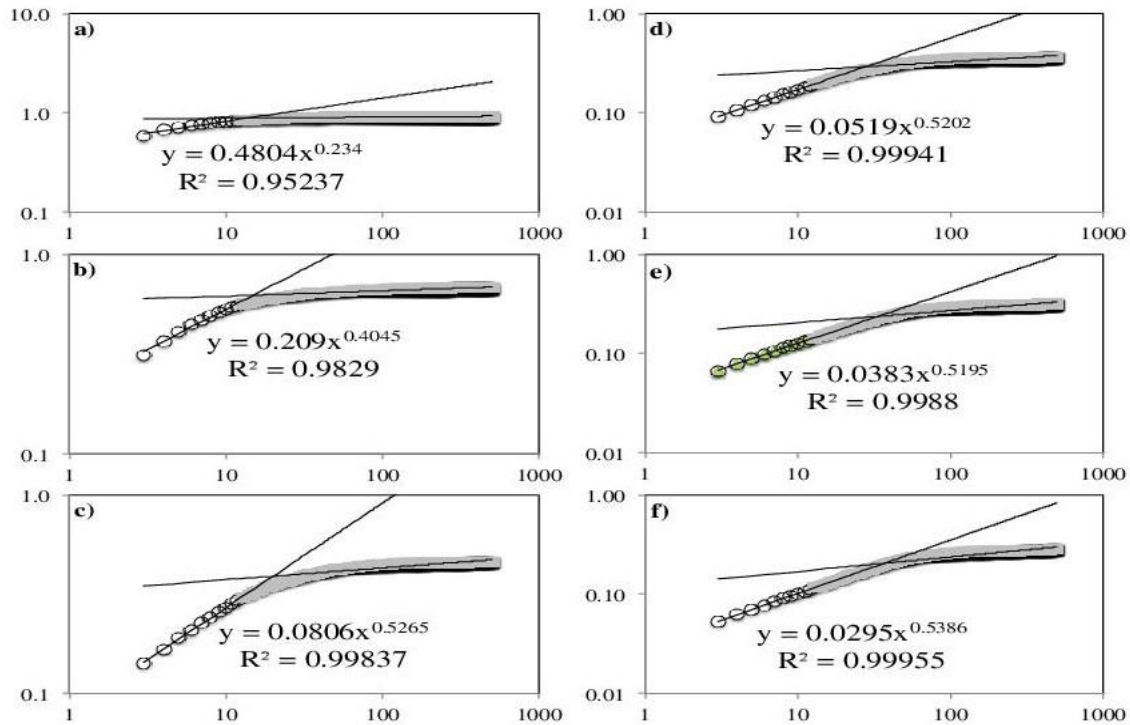 10.0
a)
1.0
y = 0.4804x^0.234
R² = 0.95237
0.1
1 10 100 1000
1.0
b)
y = 0.209x^0.4045
R² = 0.9829
0.1
1 10 100 1000
1.0
c)
y = 0.0806x^0.5265
R² = 0.99837
0.1
1 10 100 1000
1.00
d)
0.10
y = 0.0519x^0.5202
R² = 0.99941
0.01
1 10 100 1000
1.00
e)
0.10
y = 0.0383x^0.5195
R² = 0.9988
0.01
1 10 100 1000
1.00
f)
0.10
y = 0.0295x^0.5386
R² = 0.99955
0.01
1 10 100 1000